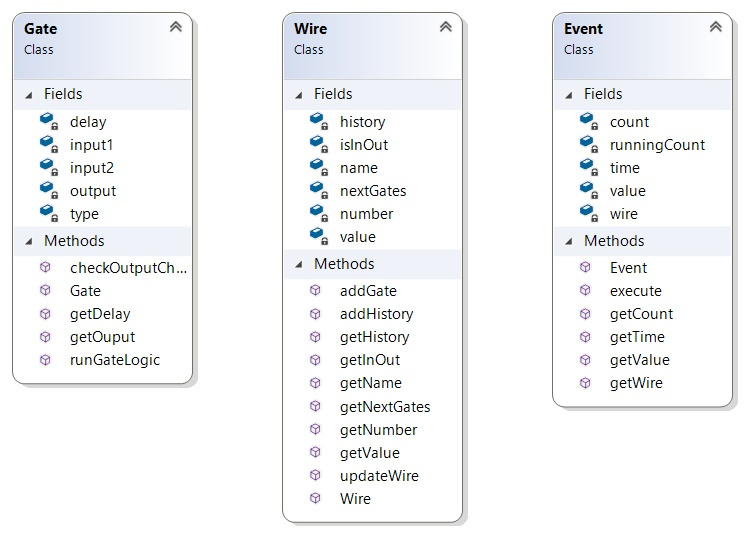 Gate
Class
Fields
delay
input1
input2
output
type
Methods
checkOutputCh...
Gate
getDelay
getOuput
runGateLogic
Wire
Class
Fields
history
isInOut
name
nextGates
number
value
Methods
addGate
addHistory
getHistory
getInOut
getName
getNextGates
getNumber
getValue
updateWire
Wire
Event
Class
Fields
count
runningCount
time
value
wire
Methods
Event
execute
getCount
getTime
getValue
getWire